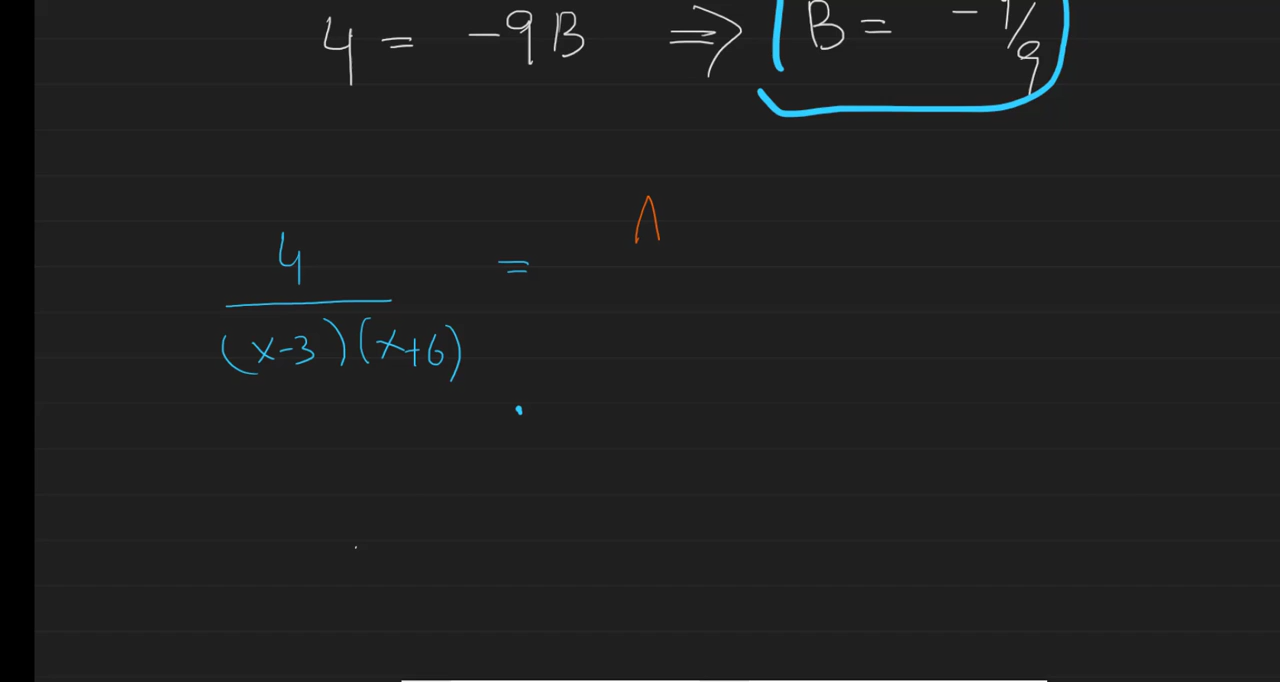 4 = -9B ⇒ B = -4/9
4 / (x-3)(x+6) =